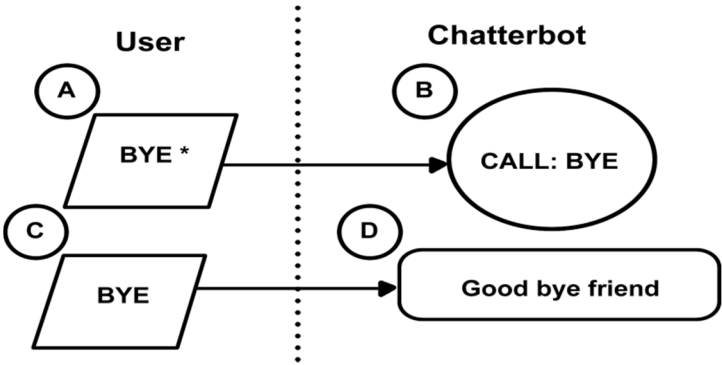 User
Chatterbot
A
B
BYE *
CALL: BYE
C
D
BYE
Good bye friend